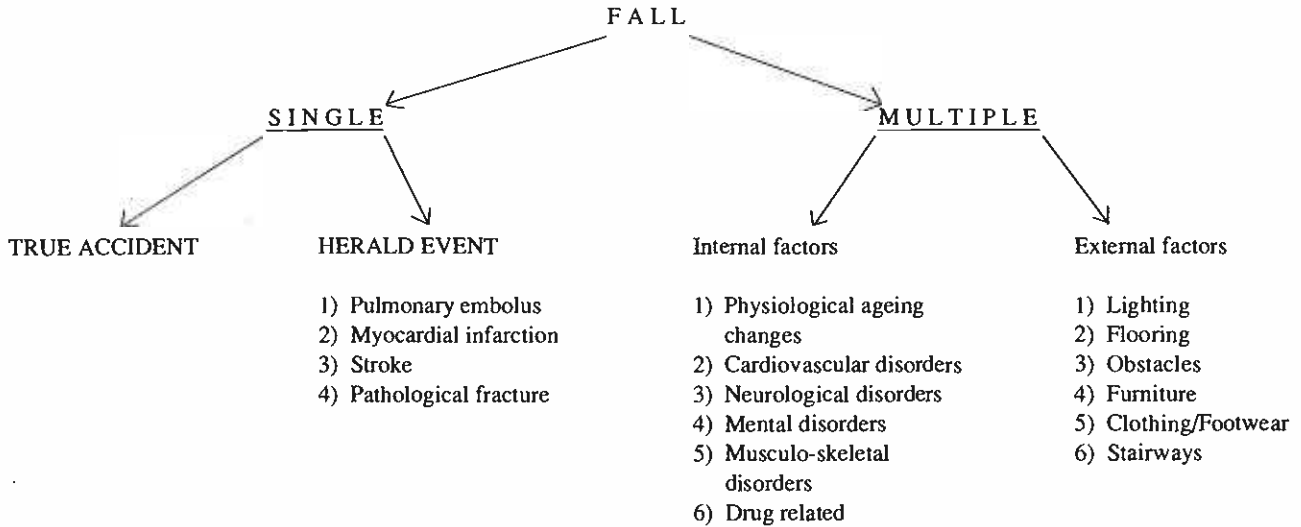 FALL
SINGLE
MULTIPLE
TRUE ACCIDENT
HERALD EVENT
1) Pulmonary embolus
2) Myocardial infarction
3) Stroke
4) Pathological fracture
Internal factors
1) Physiological ageing
changes
2) Cardiovascular disorders
3) Neurological disorders
4) Mental disorders
5) Musculo-skeletal
disorders
6) Drug related
External factors
1) Lighting
2) Flooring
3) Obstacles
4) Furniture
5) Clothing/Footwear
6) Stairways